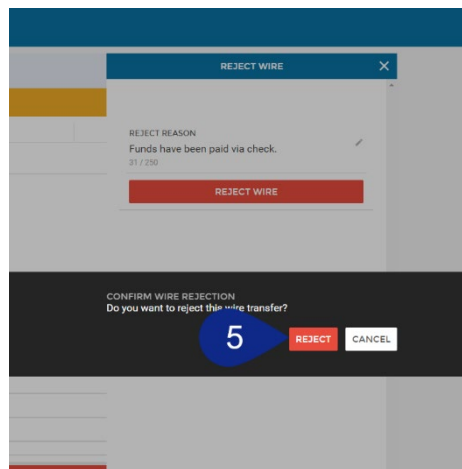 REJECT WIRE
REJECT REASON
Funds have been paid via check.
31 / 250
REJECT WIRE
CONFIRM WIRE REJECTION
Do you want to reject this wire transfer?
5
REJECT
CANCEL